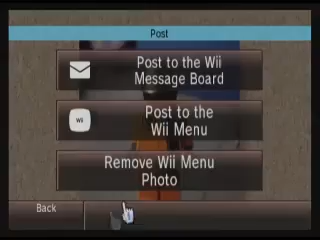 Post
Post to the Wii
Message Board
Wii
Post to the
Wii Menu
Remove Wii Menu
Photo
Back